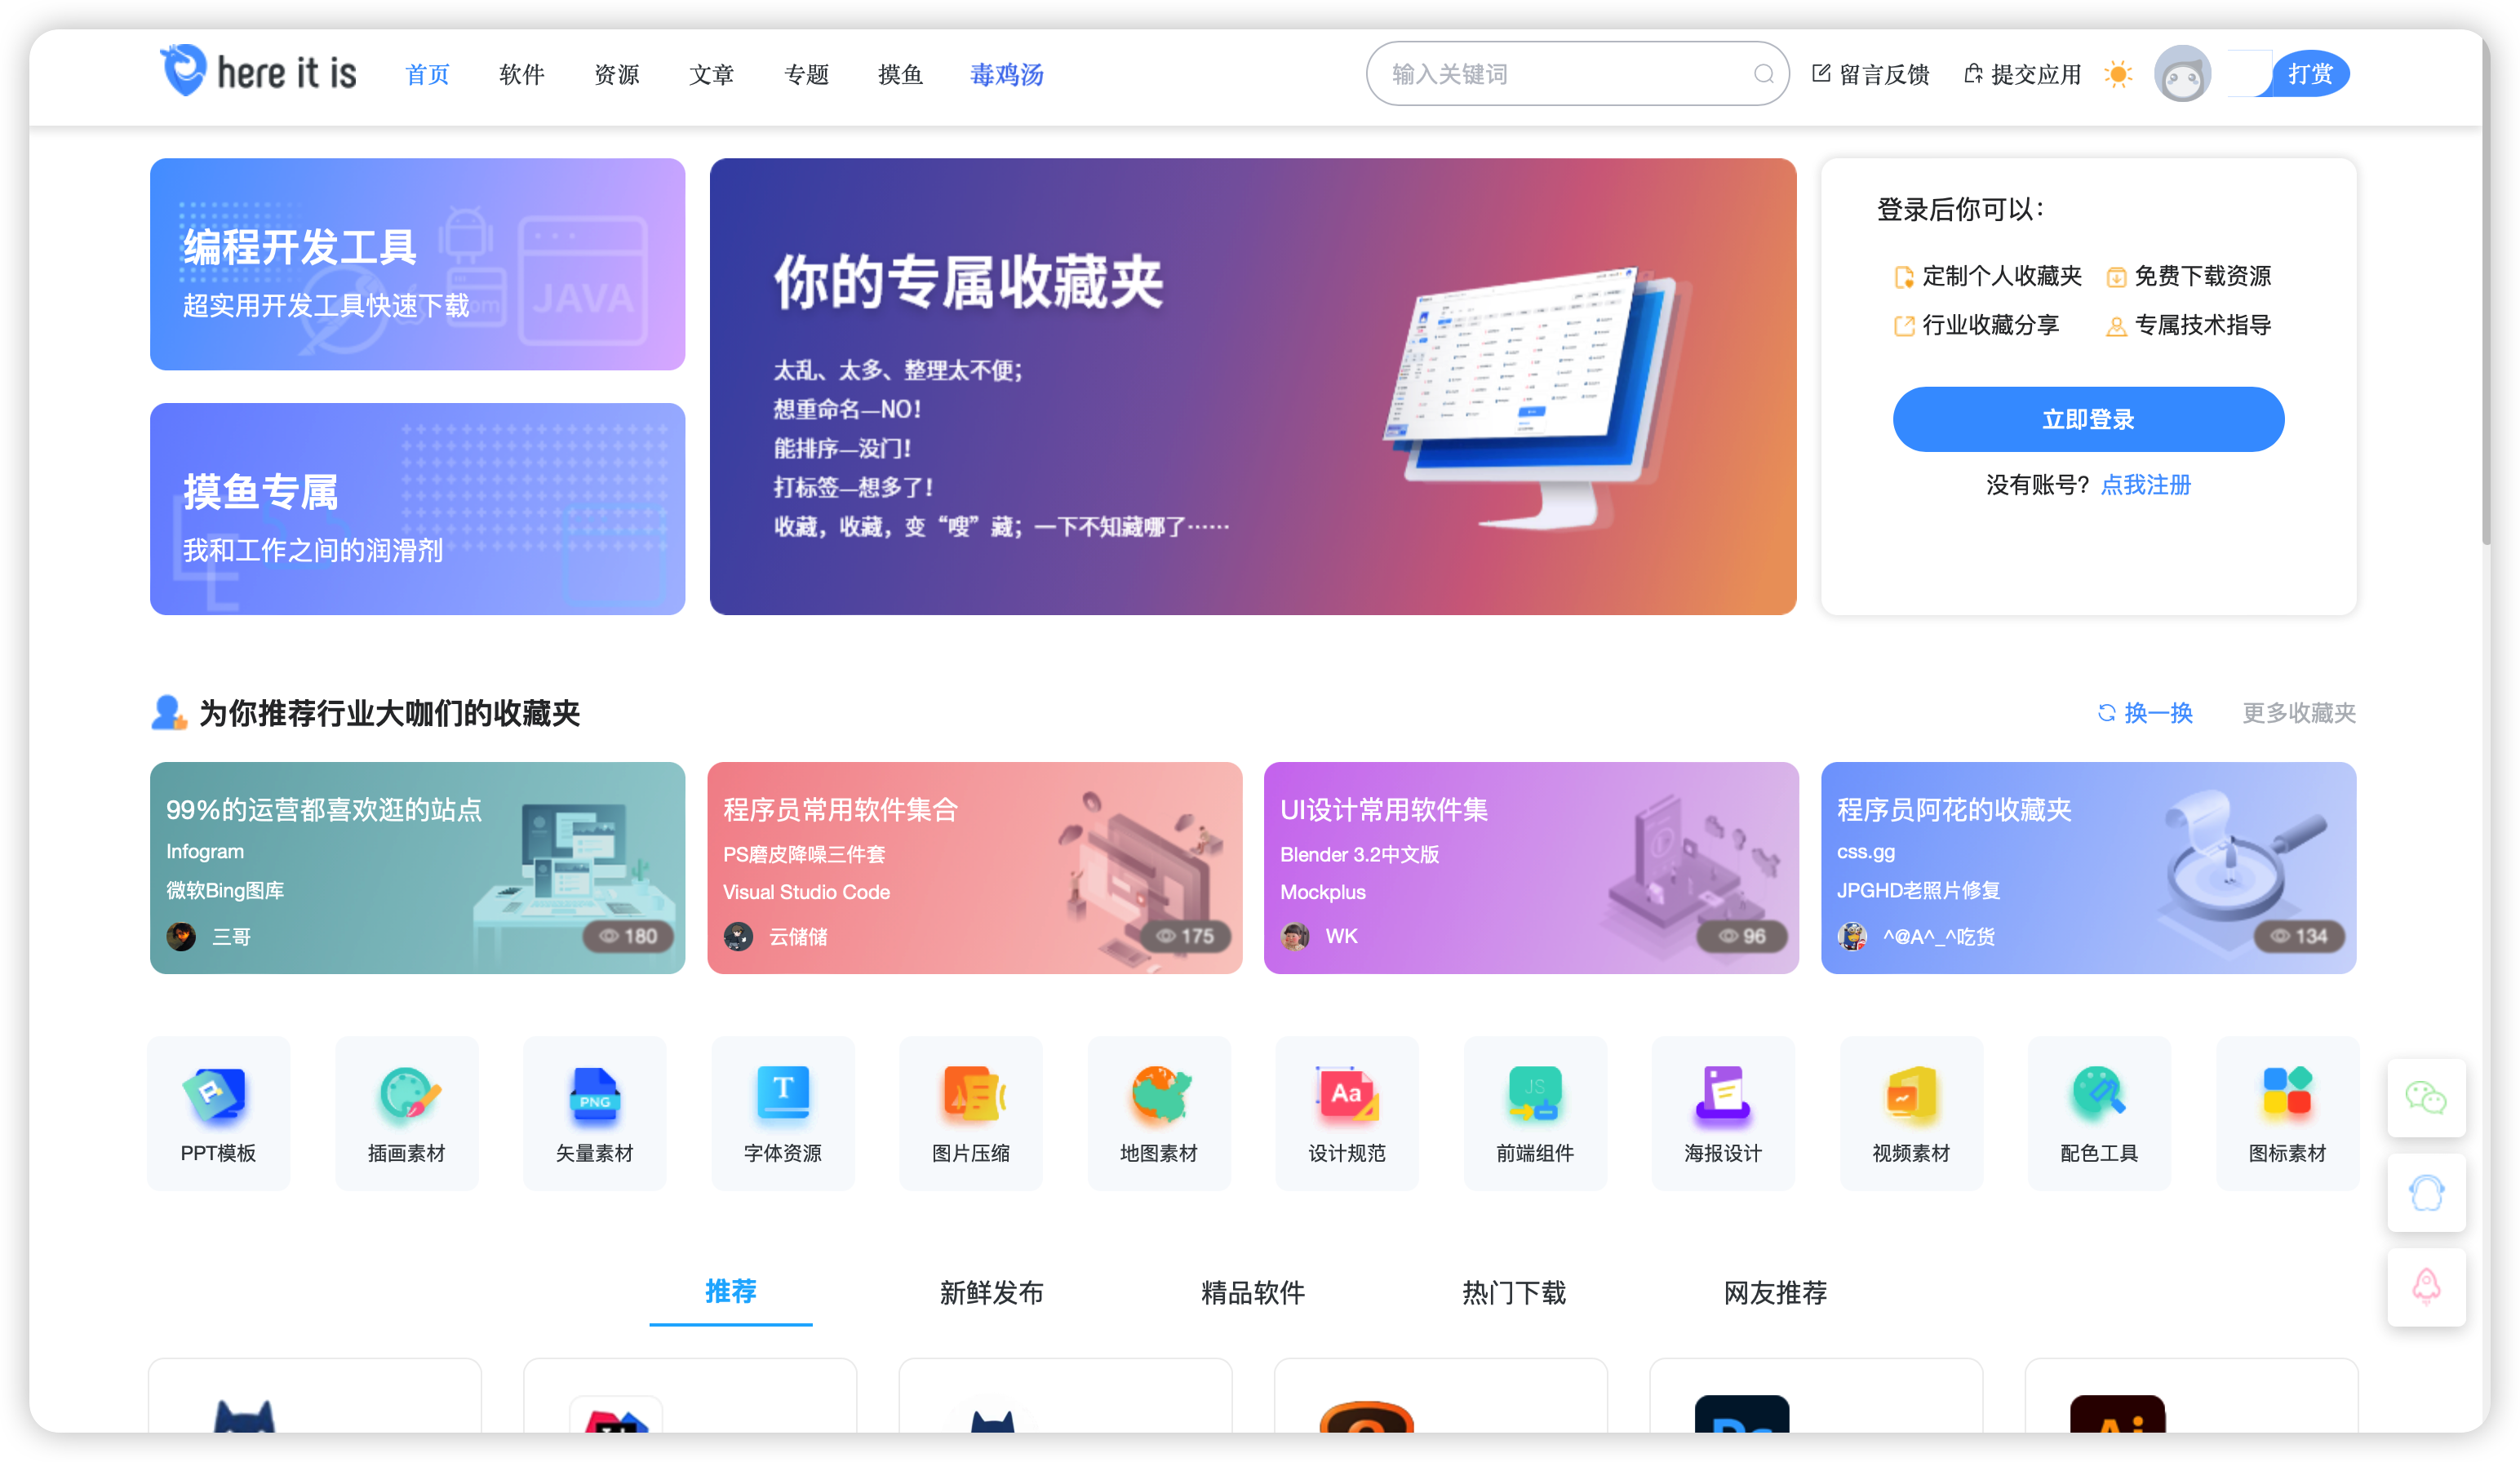 here it is
首页 软件 资源 文章 专题 摸鱼 毒鸡汤
输入关键词
留言反馈 提交应用 打赏
编程开发工具
超实用开发工具快速下载
JAVA
com
摸鱼专属
我和工作之间的润滑剂
你的专属收藏夹
太乱、太多、整理太不便；
想重命名—NO！
能排序—没门！
打标签—想多了！
收藏，收藏，变“嗖”藏；一下不知藏哪了……
登录后你可以：
定制个人收藏夹 免费下载资源
行业收藏分享 专属技术指导
立即登录
没有账号？ 点我注册
为你推荐行业大咖们的收藏夹
换一换 更多收藏夹
99%的运营都喜欢逛的站点
Infogram
微软Bing图库
三哥 180
程序员常用软件集合
PS磨皮降噪三件套
Visual Studio Code
云储储 175
UI设计常用软件集
Blender 3.2中文版
Mockplus
WK 96
程序员阿花的收藏夹
css.gg
JPGHD老照片修复
^@A^_^吃货 134
PNG T Aa JS
PPT模板 插画素材 矢量素材 字体资源 图片压缩 地图素材 设计规范 前端组件 海报设计 视频素材 配色工具 图标素材
推荐 新鲜发布 精品软件 热门下载 网友推荐